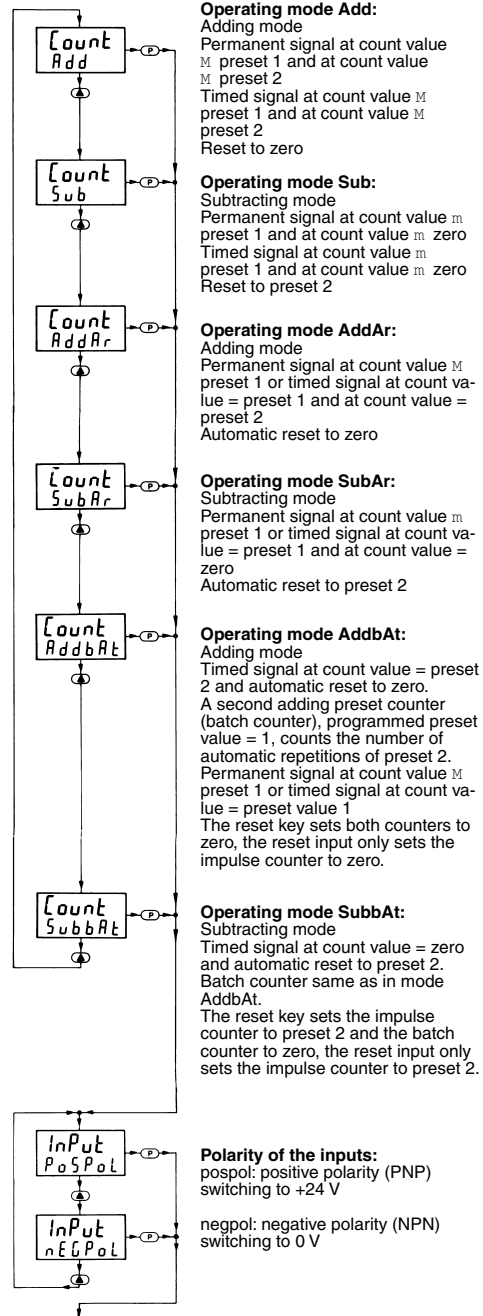 Count
Add
P
Operating mode Add:
Adding mode
Permanent signal at count value
M preset 1 and at count value
M preset 2
Timed signal at count value M
preset 1 and at count value M
preset 2
Reset to zero
Count
Sub
P
Operating mode Sub:
Subtracting mode
Permanent signal at count value m
preset 1 and at count value m zero
Timed signal at count value m
preset 1 and at count value m zero
Reset to preset 2
Count
AddAr
P
Operating mode AddAr:
Adding mode
Permanent signal at count value M
preset 1 or timed signal at count va-
lue = preset 1 and at count value =
preset 2
Automatic reset to zero
Count
SubAr
P
Operating mode SubAr:
Subtracting mode
Permanent signal at count value m
preset 1 or timed signal at count va-
lue = preset 1 and at count value =
zero
Automatic reset to preset 2
Count
AddbAt
P
Operating mode AddbAt:
Adding mode
Timed signal at count value = preset
2 and automatic reset to zero.
A second adding preset counter
(batch counter), programmed preset
value = 1, counts the number of
automatic repetitions of preset 2.
Permanent signal at count value M
preset 1 or timed signal at count va-
lue = preset value 1
The reset key sets both counters to
zero, the reset input only sets the
impulse counter to zero.
Count
SubbAt
P
Operating mode SubbAt:
Subtracting mode
Timed signal at count value = zero
and automatic reset to preset 2.
Batch counter same as in mode
AddbAt.
The reset key sets the impulse
counter to preset 2 and the batch
counter to zero, the reset input only
sets the impulse counter to preset 2.
InPut
PoSPoL
P
Polarity of the inputs:
pospol: positive polarity (PNP)
switching to +24 V
InPut
nEGPoL
P
negpol: negative polarity (NPN)
switching to 0 V